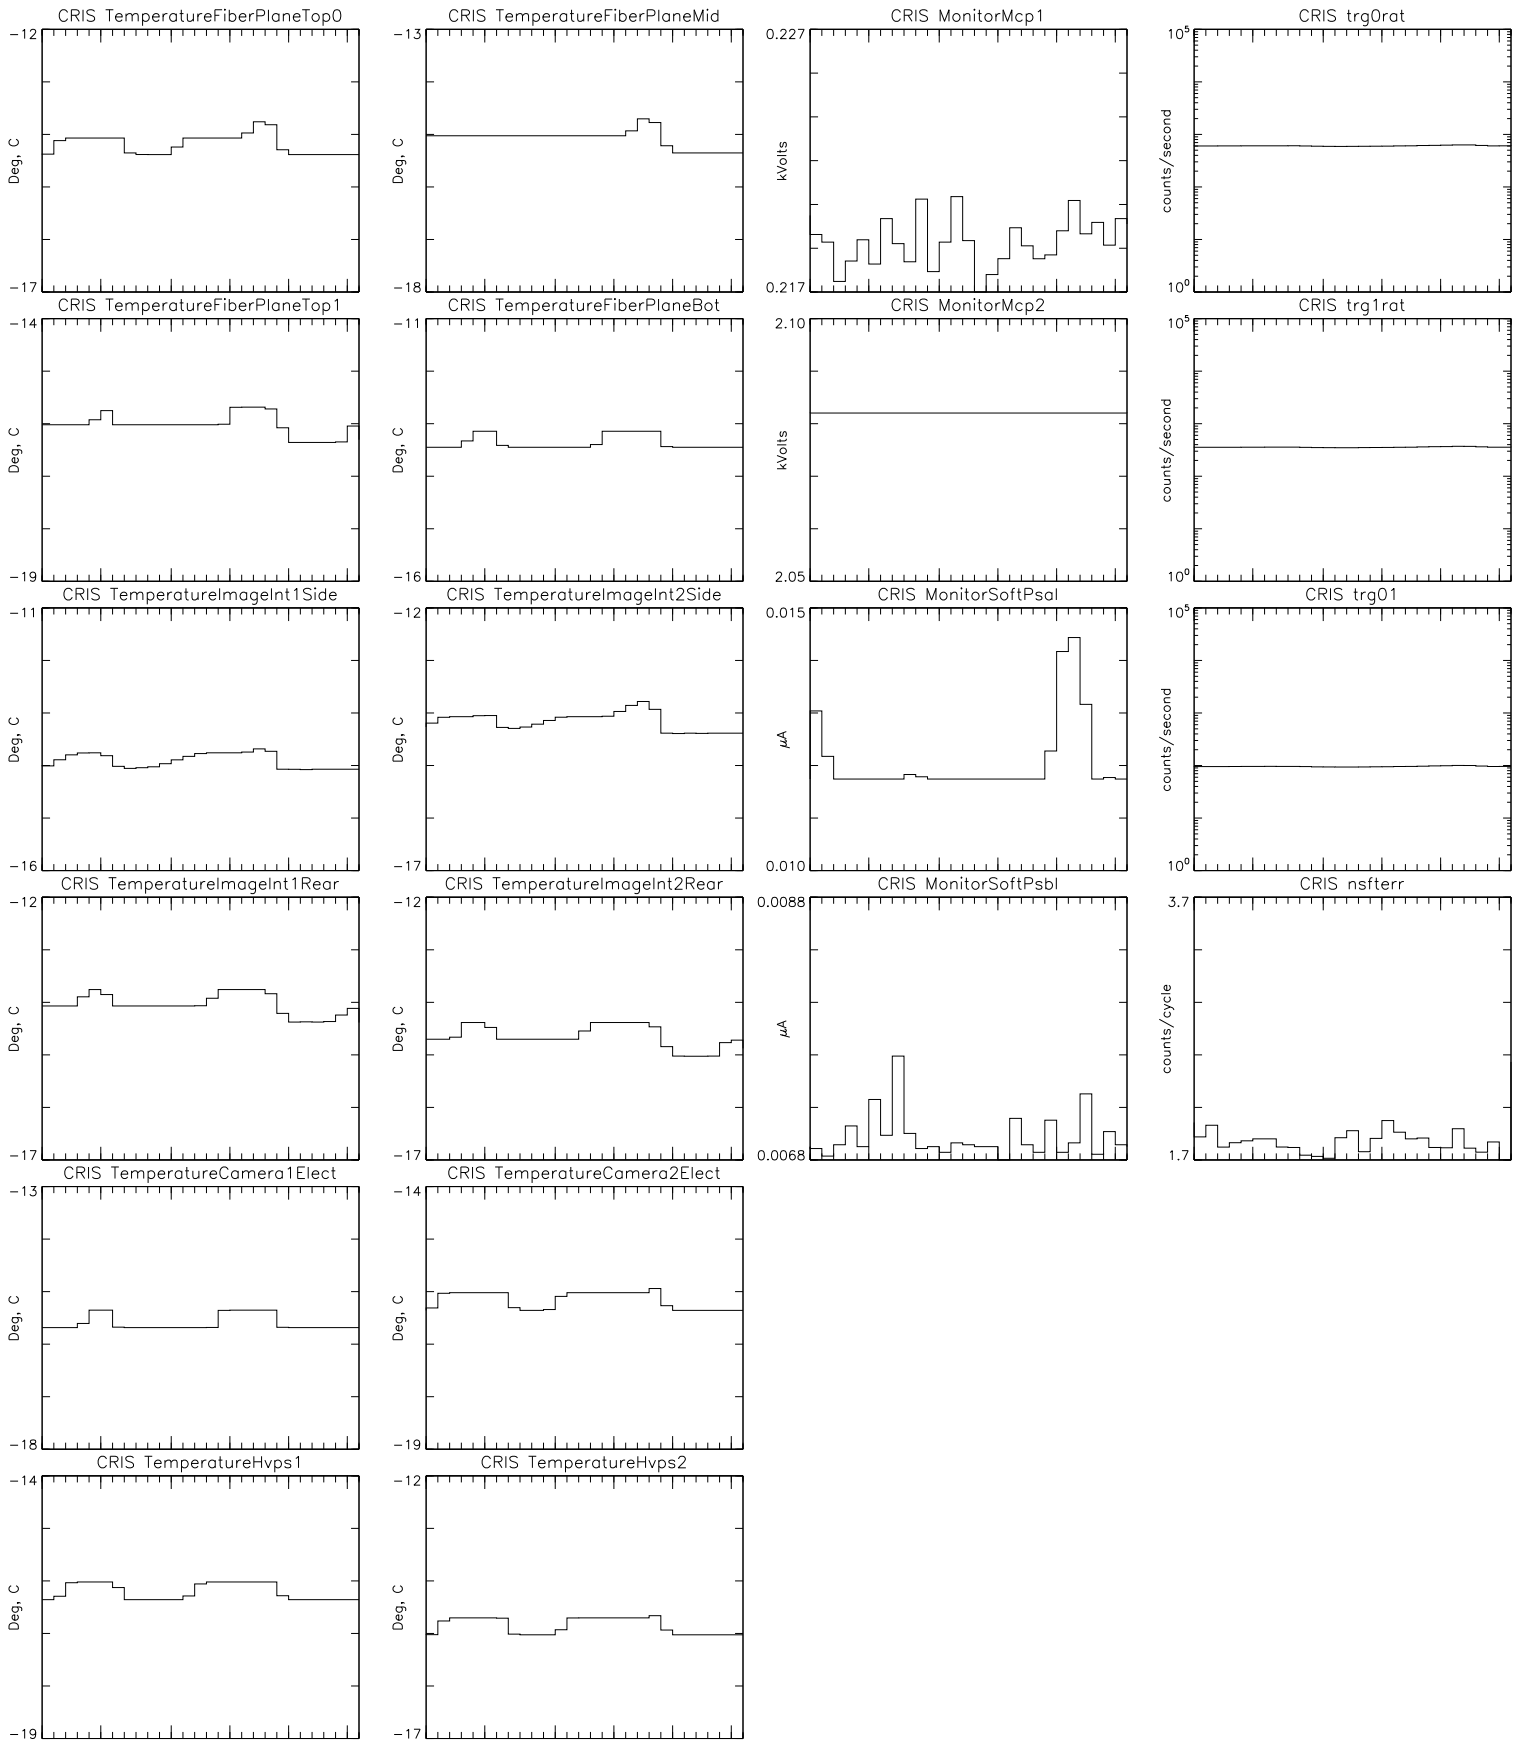 CRIS TemperatureFiberPlaneTop0
-12
Deg, C
-17
CRIS TemperatureFiberPlaneMid
-13
Deg, C
-18
CRIS MonitorMcp1
0.227
kVolts
0.217
CRIS trg0rat
10^5
counts/second
10^0
CRIS TemperatureFiberPlaneTop1
-14
Deg, C
-19
CRIS TemperatureFiberPlaneBot
-11
Deg, C
-16
CRIS MonitorMcp2
2.10
kVolts
2.05
CRIS trg1rat
10^5
counts/second
10^0
CRIS TemperatureImageInt1Side
-11
Deg, C
-16
CRIS TemperatureImageInt2Side
-12
Deg, C
-17
CRIS MonitorSoftPsaI
0.015
μA
0.010
CRIS trg01
10^5
counts/second
10^0
CRIS TemperatureImageInt1Rear
-12
Deg, C
-17
CRIS TemperatureImageInt2Rear
-12
Deg, C
-17
CRIS MonitorSoftPsbI
0.0088
μA
0.0068
CRIS nsfterr
3.7
counts/cycle
1.7
CRIS TemperatureCamera1Elect
-13
Deg, C
-18
CRIS TemperatureCamera2Elect
-14
Deg, C
-19
CRIS TemperatureHvps1
-14
Deg, C
-19
CRIS TemperatureHvps2
-12
Deg, C
-17